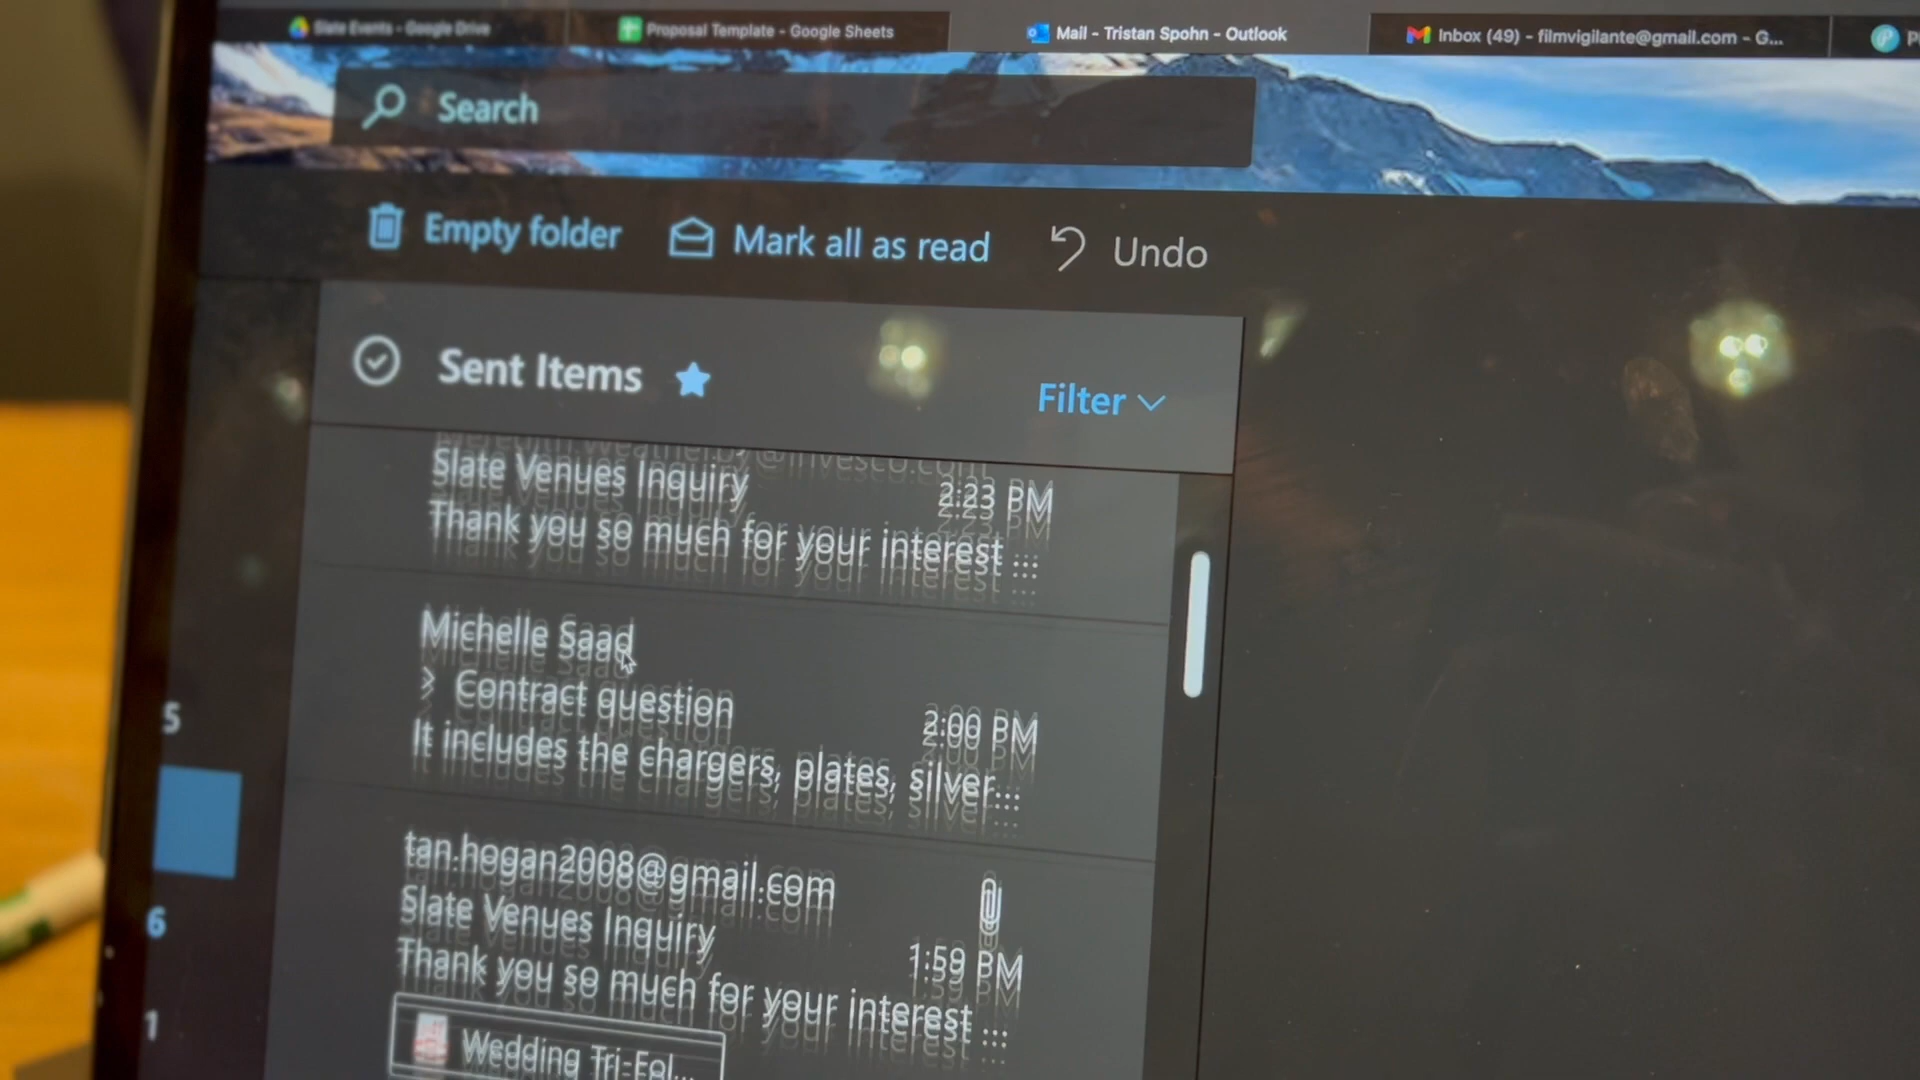 Slate Events - Google Drive
Proposal Template - Google Sheets
Mail - Tristan Spohn - Outlook
Inbox (49) - filmvigilante@gmail.com - G...
Search
Empty folder
Mark all as read
Undo
Sent Items
Filter
Slate Venues Inquiry
2:23 PM
Thank you so much for your interest ...
Michelle Saad
> Contract question
2:00 PM
It includes the chargers, plates, silver...
tan.hogan2008@gmail.com
Slate Venues Inquiry
1:59 PM
Thank you so much for your interest ...
Wedding Tri-Fol...
5
6
1